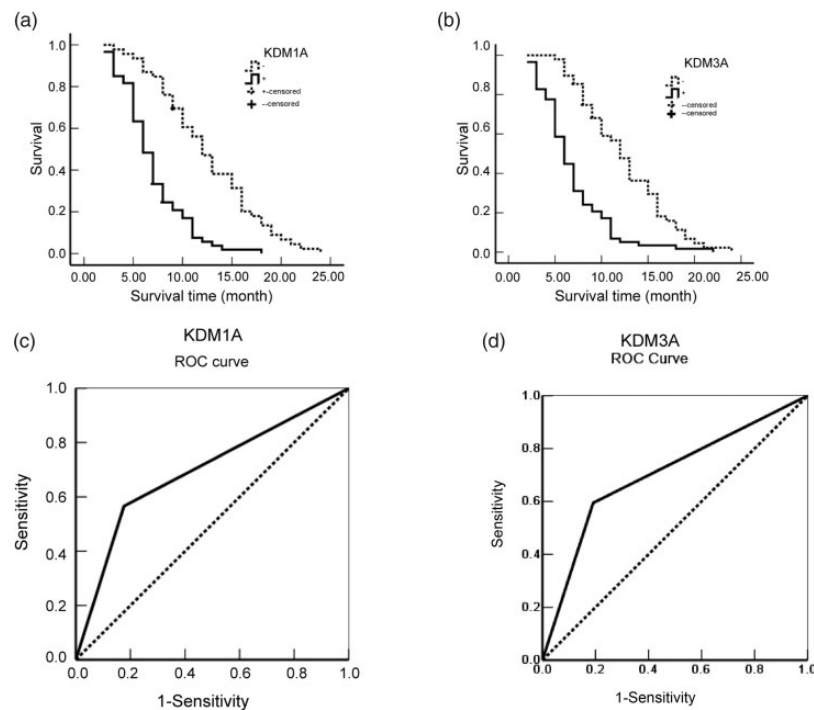 (a)
KDM1A
-
+
+-censored
--censored
Survival
1.0
0.8
0.6
0.4
0.2
0.0
0.00
5.00
10.00
15.00
20.00
25.00
Survival time (month)
(b)
KDM3A
-
+
--censored
--censored
Survival
1.0
0.8
0.6
0.4
0.2
0.0
0.00
5.00
10.00
15.00
20.00
25.00
Survival time (month)
(c)
KDM1A
ROC curve
Sensitivity
1.0
0.8
0.6
0.4
0.2
0.0
0.0
0.2
0.4
0.6
0.8
1.0
1-Sensitivity
(d)
KDM3A
ROC Curve
Sensitivity
1.0
0.8
0.6
0.4
0.2
0.0
0.0
0.2
0.4
0.6
0.8
1.0
1-Sensitivity